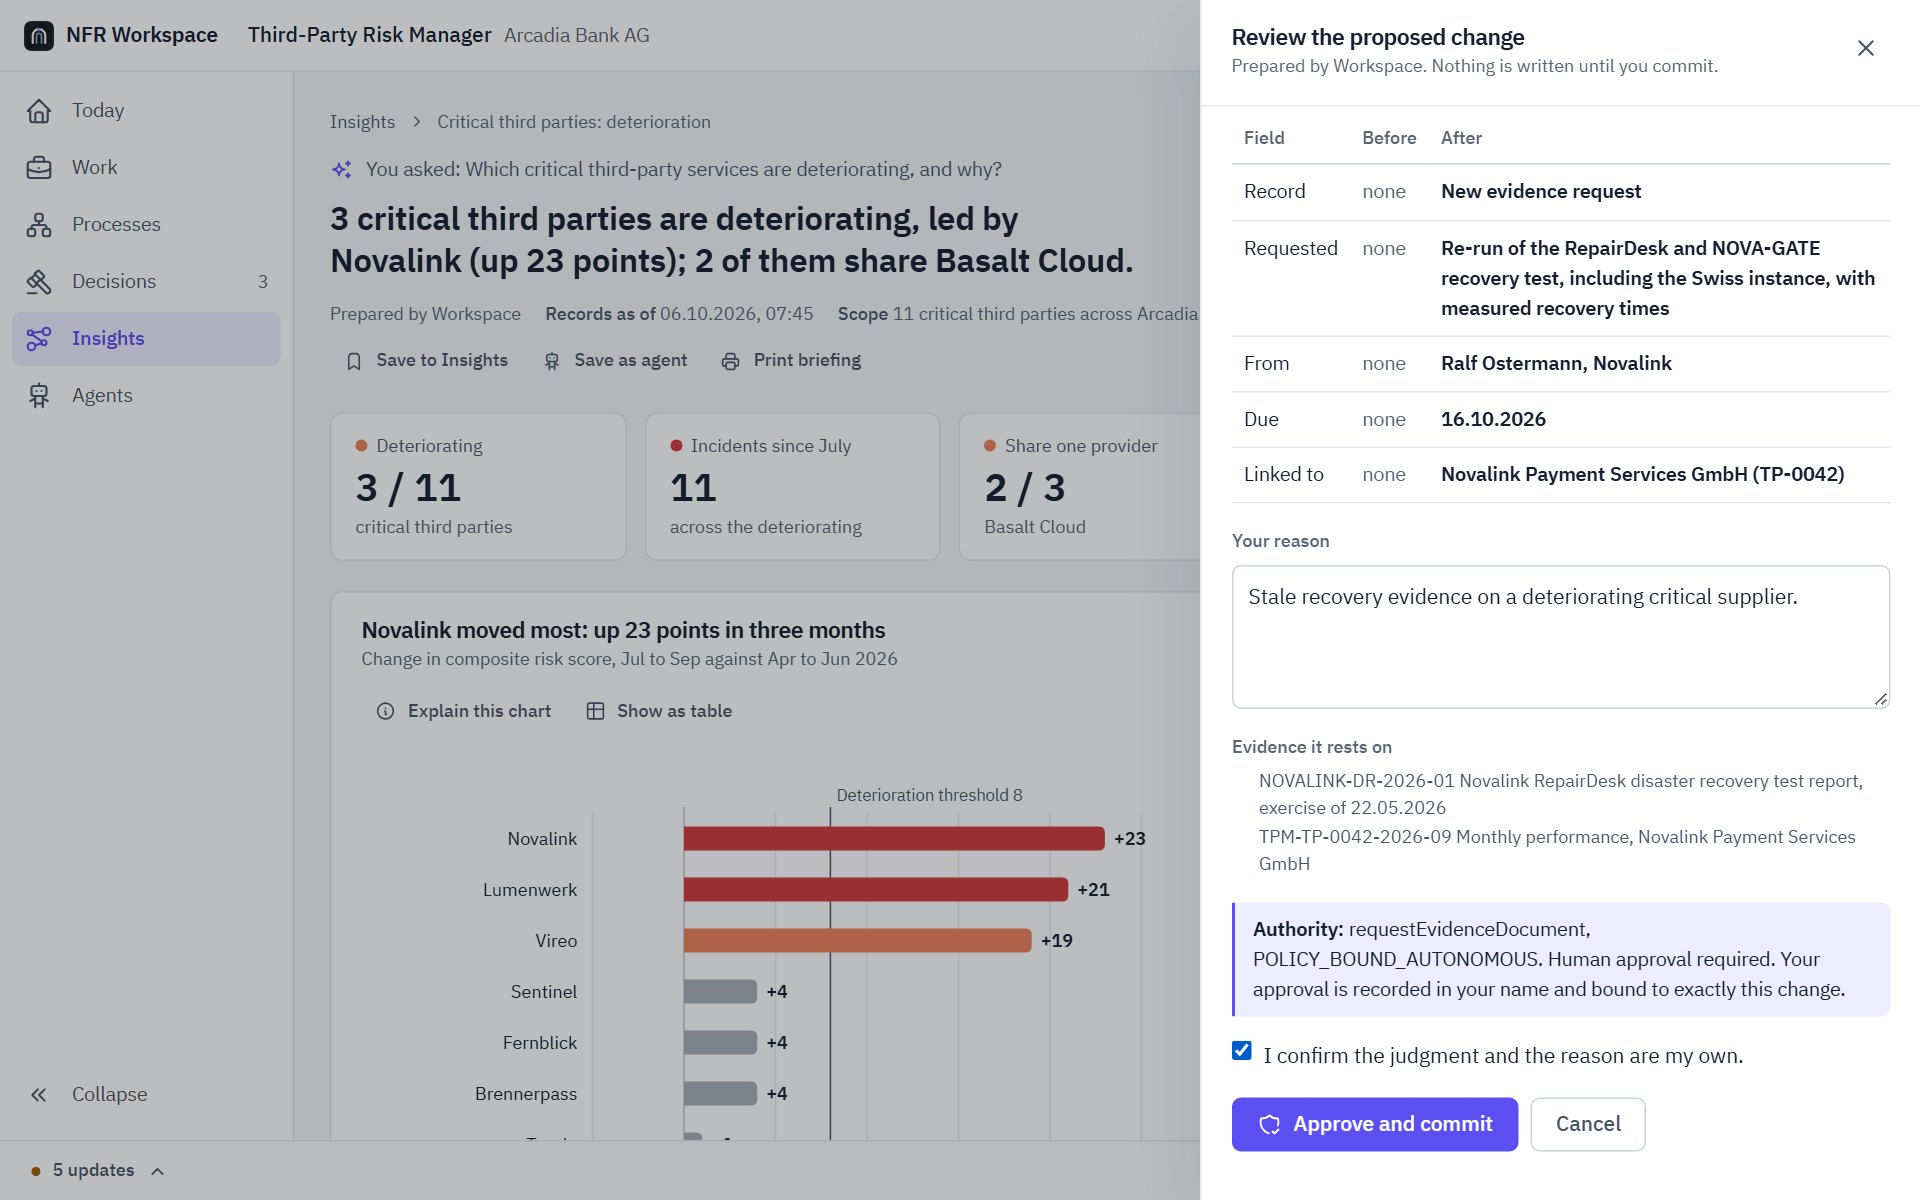 NFR Workspace
Third-Party Risk Manager Arcadia Bank AG
Today
Work
Processes
Decisions 3
Insights
Agents
Collapse
5 updates
Insights > Critical third parties: deterioration
You asked: Which critical third-party services are deteriorating, and why?
3 critical third parties are deteriorating, led by
Novalink (up 23 points); 2 of them share Basalt Cloud.
Prepared by Workspace Records as of 06.10.2026, 07:45 Scope 11 critical third parties across Arcadia
Save to Insights Save as agent Print briefing
Deteriorating
3 / 11
critical third parties
Incidents since July
11
across the deteriorating
Share one provider
2 / 3
Basalt Cloud
Novalink moved most: up 23 points in three months
Change in composite risk score, Jul to Sep against Apr to Jun 2026
Explain this chart Show as table
Deterioration threshold 8
Novalink +23
Lumenwerk +21
Vireo +19
Sentinel +4
Fernblick +4
Brennerpass +4
Review the proposed change
Prepared by Workspace. Nothing is written until you commit.
Field Before After
Record none New evidence request
Requested none Re-run of the RepairDesk and NOVA-GATE
recovery test, including the Swiss instance, with
measured recovery times
From none Ralf Ostermann, Novalink
Due none 16.10.2026
Linked to none Novalink Payment Services GmbH (TP-0042)
Your reason
Stale recovery evidence on a deteriorating critical supplier.
Evidence it rests on
NOVALINK-DR-2026-01 Novalink RepairDesk disaster recovery test report,
exercise of 22.05.2026
TPM-TP-0042-2026-09 Monthly performance, Novalink Payment Services
GmbH
Authority: requestEvidenceDocument,
POLICY_BOUND_AUTONOMOUS. Human approval required. Your
approval is recorded in your name and bound to exactly this change.
I confirm the judgment and the reason are my own.
Approve and commit Cancel